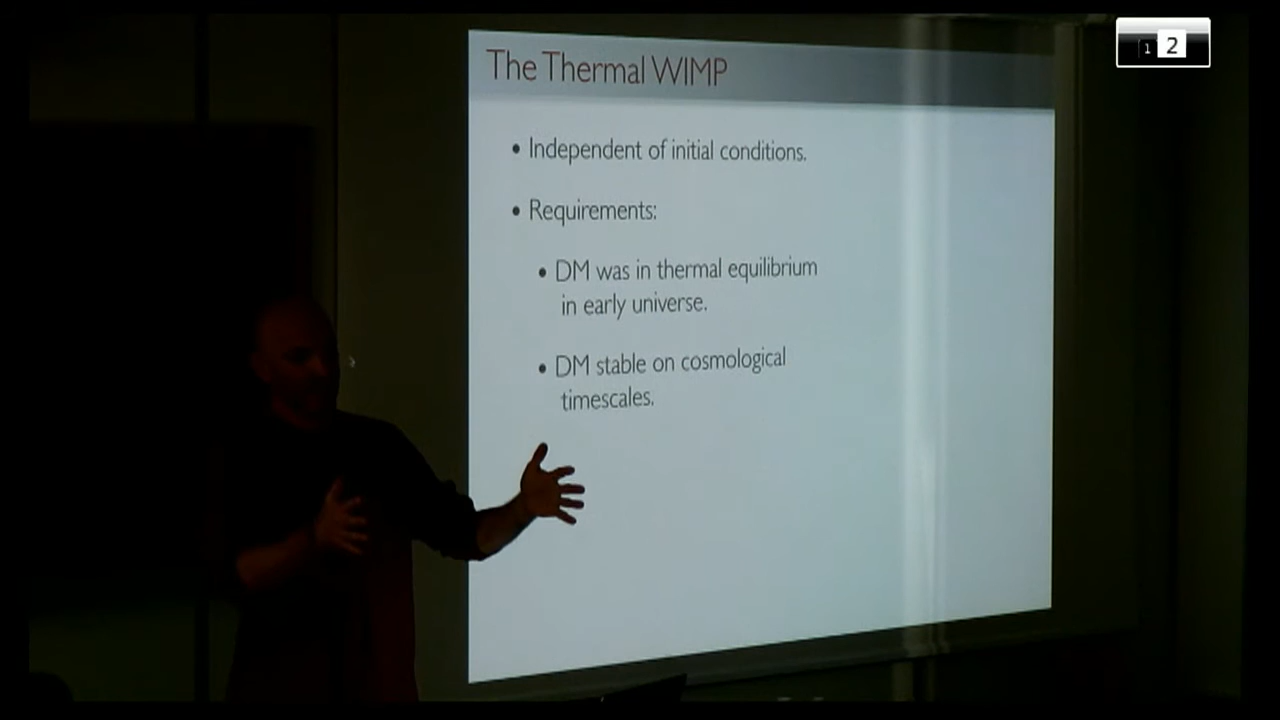 The Thermal WIMP
• Independent of initial conditions.
• Requirements:
• DM was in thermal equilibrium
in early universe.
• DM stable on cosmological
timescales.
1 2